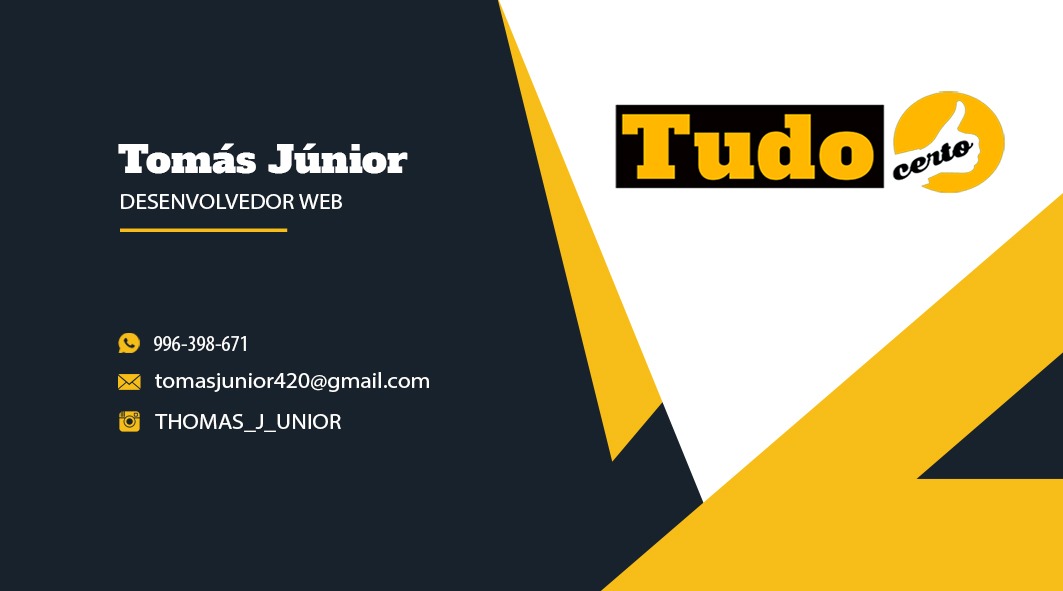 Tomás Júnior
DESENVOLVEDOR WEB
996-398-671
tomasjunior420@gmail.com
THOMAS_J_UNIOR
Tudo
certo